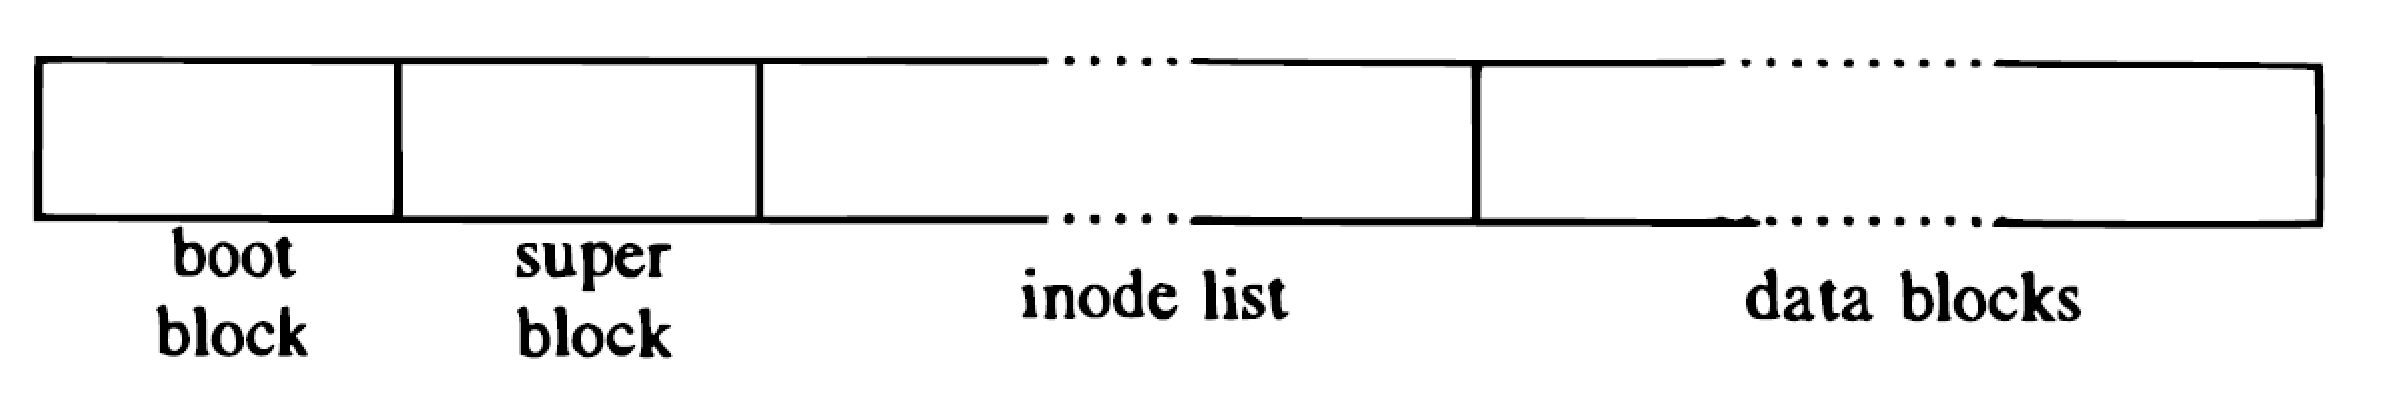 boot
block
super
block
inode list
data blocks